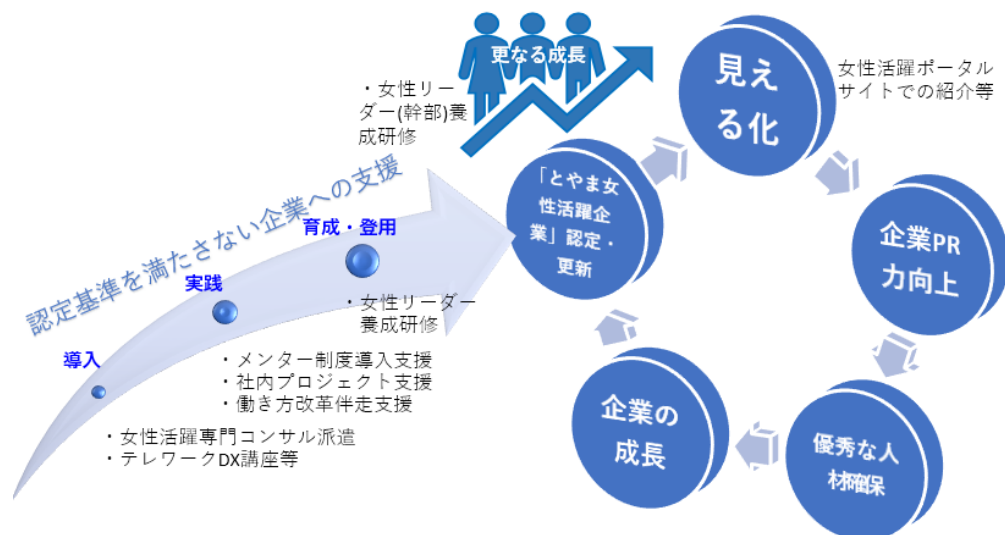 更なる成長
・女性リー
ダー(幹部)養
成研修
認定基準を満たさない企業への支援
育成・登用
・女性リーダー
養成研修
実践
・メンター制度導入支援
・社内プロジェクト支援
・働き方改革伴走支援
導入
・女性活躍専門コンサル派遣
・テレワークDX講座等
「とやま女
性活躍企
業」認定・
更新
見え
る化
女性活躍ポータル
サイトでの紹介等
企業PR
力向上
優秀な人
材確保
企業の
成長